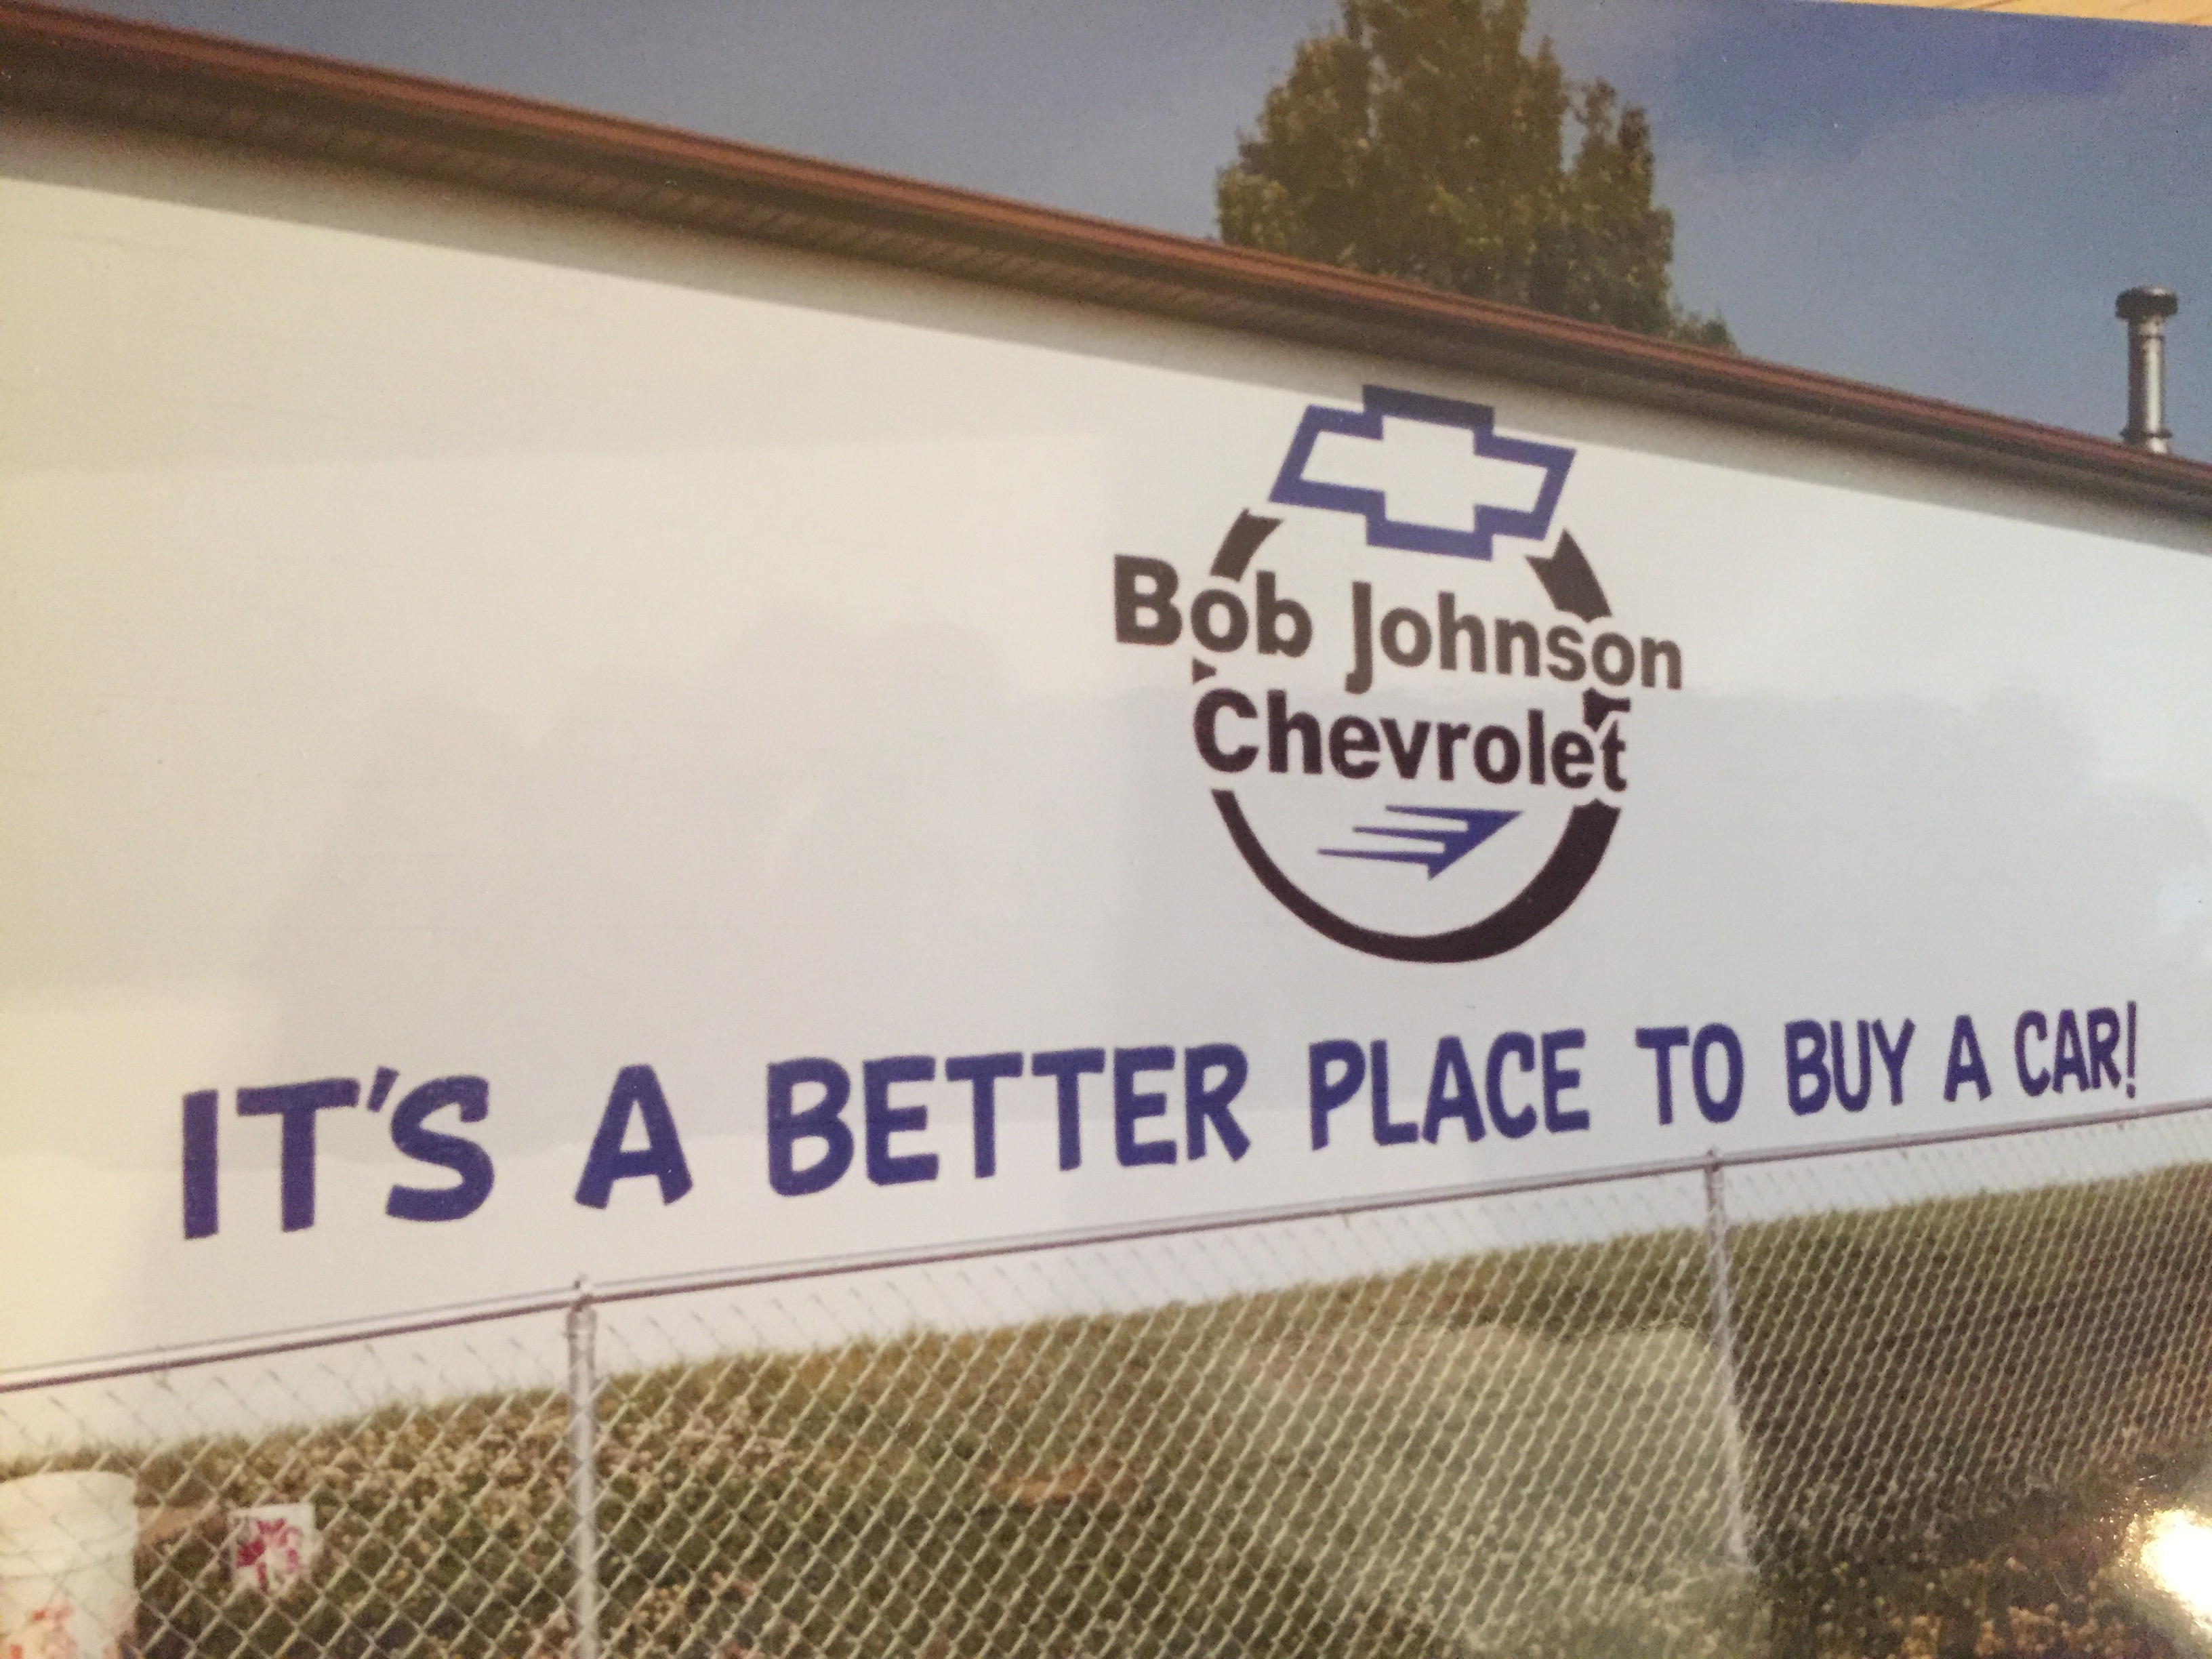 Bob Johnson
Chevrolet
IT'S A BETTER PLACE TO BUY A CAR!